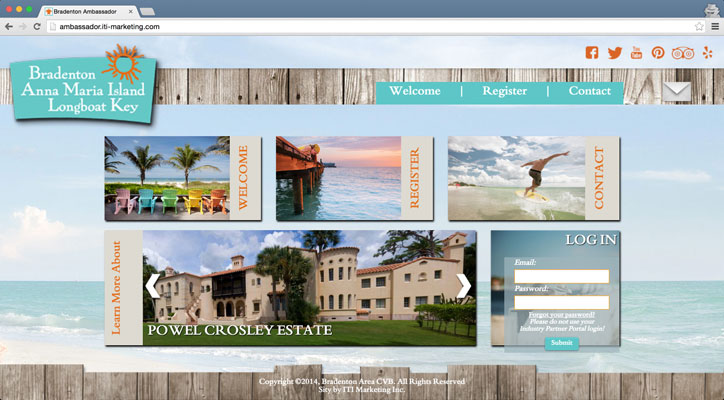 Bradenton Ambassador
ambassador.iti-marketing.com
Bradenton
Anna Maria Island
Longboat Key
Welcome | Register | Contact
WELCOME
REGISTER
CONTACT
Learn More About
POWEL CROSLEY ESTATE
LOG IN
Email:
Password:
Forgot your password?
Please do not use your
Industry Partner Portal login!
Submit
Copyright ©2014, Bradenton Area CVB. All Rights Reserved
Sity by ITI Marketing Inc.